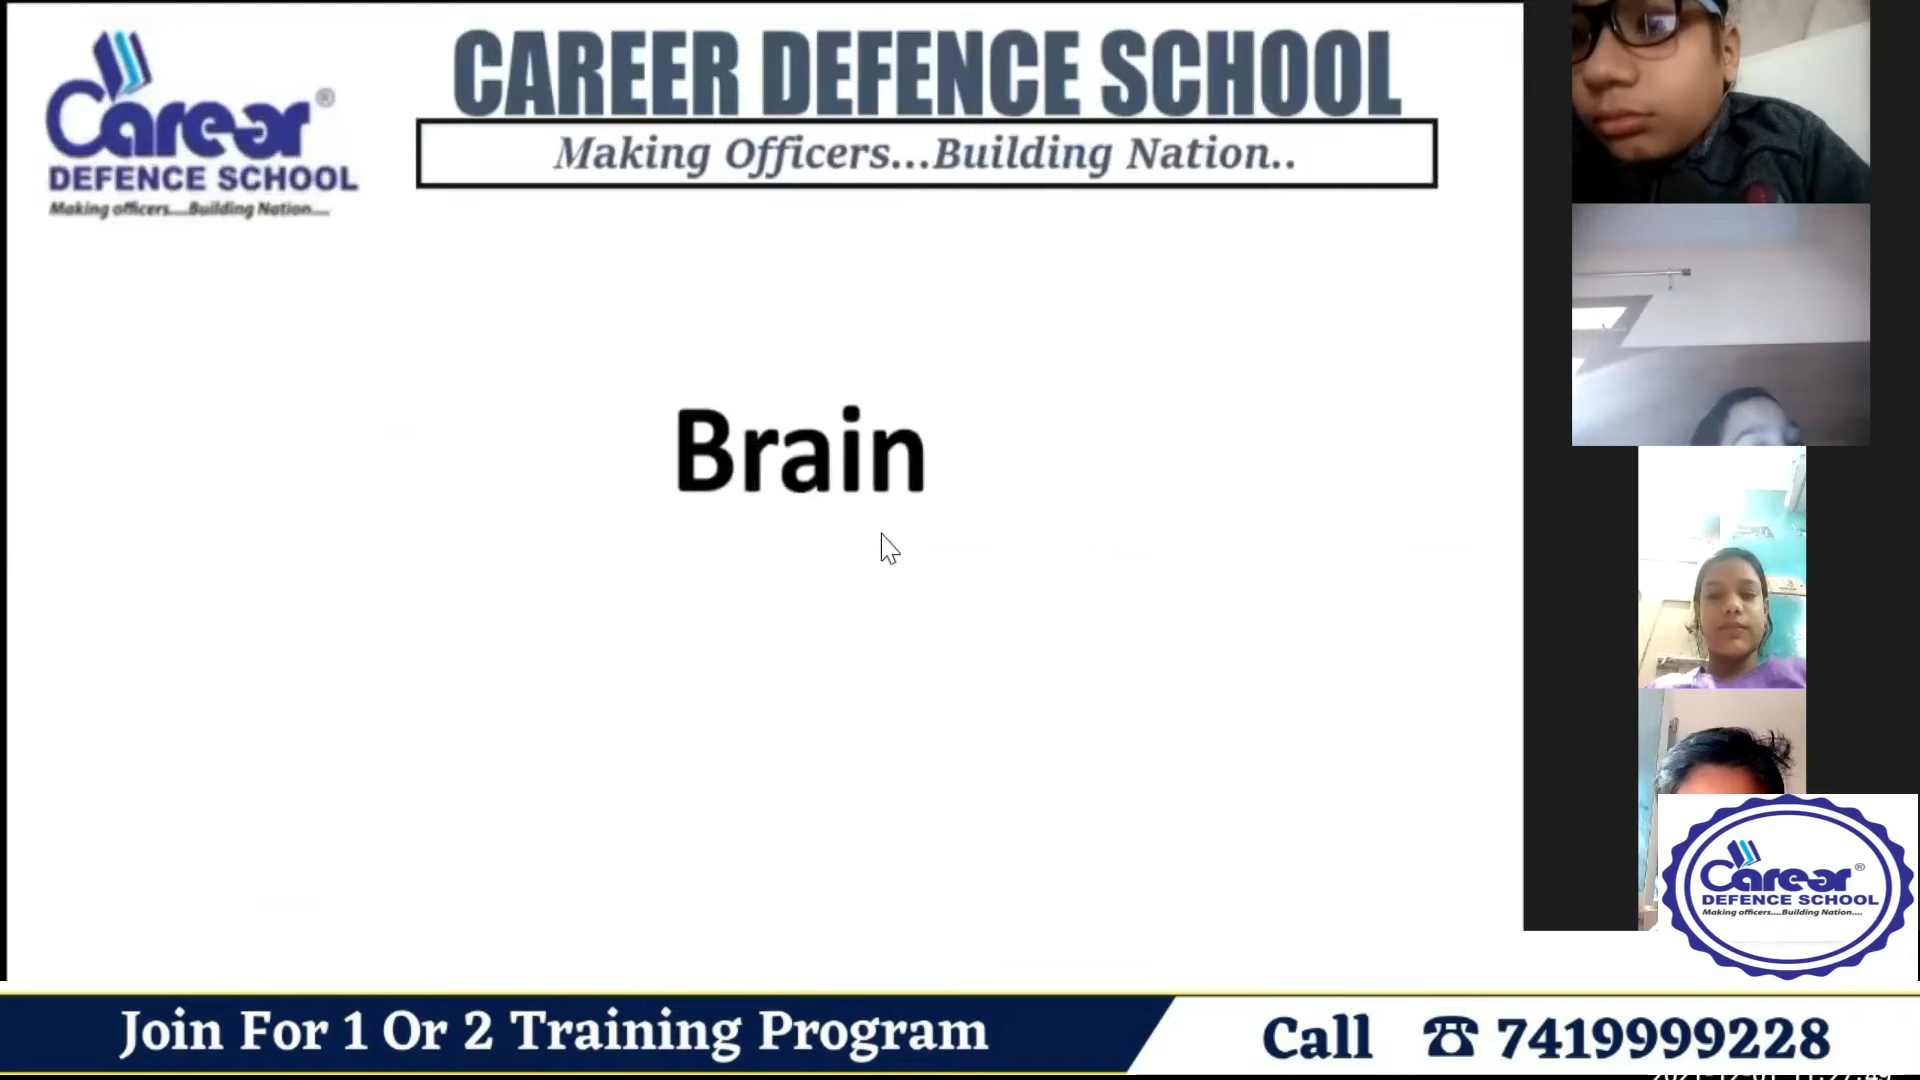 Career®
DEFENCE SCHOOL
Making officers....Building Nation....
CAREER DEFENCE SCHOOL
Making Officers...Building Nation..
Brain
Career®
DEFENCE SCHOOL
Making officers....Building Nation....
Join For 1 Or 2 Training Program
Call ☎ 7419999228